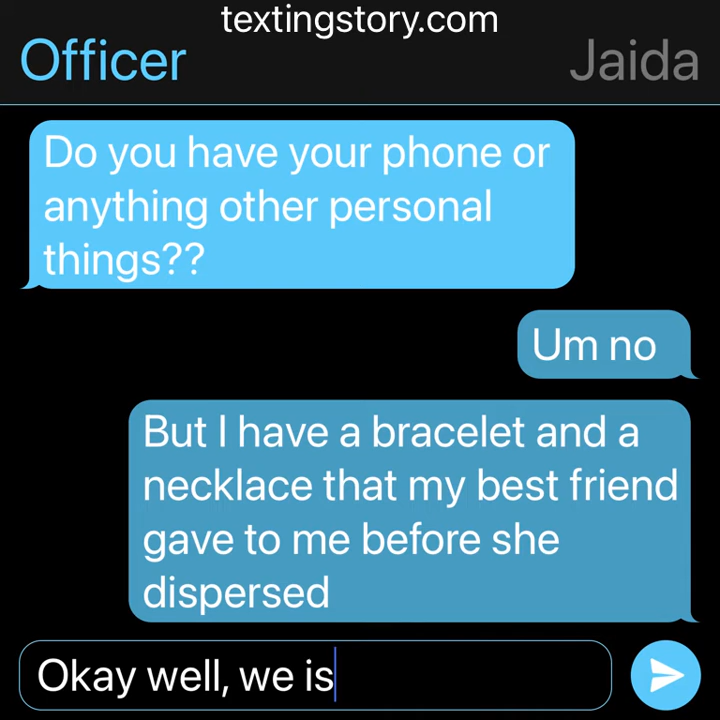 textingstory.com
Officer
Jaida
Do you have your phone or
anything other personal
things??
Um no
But I have a bracelet and a
necklace that my best friend
gave to me before she
dispersed
Okay well, we is